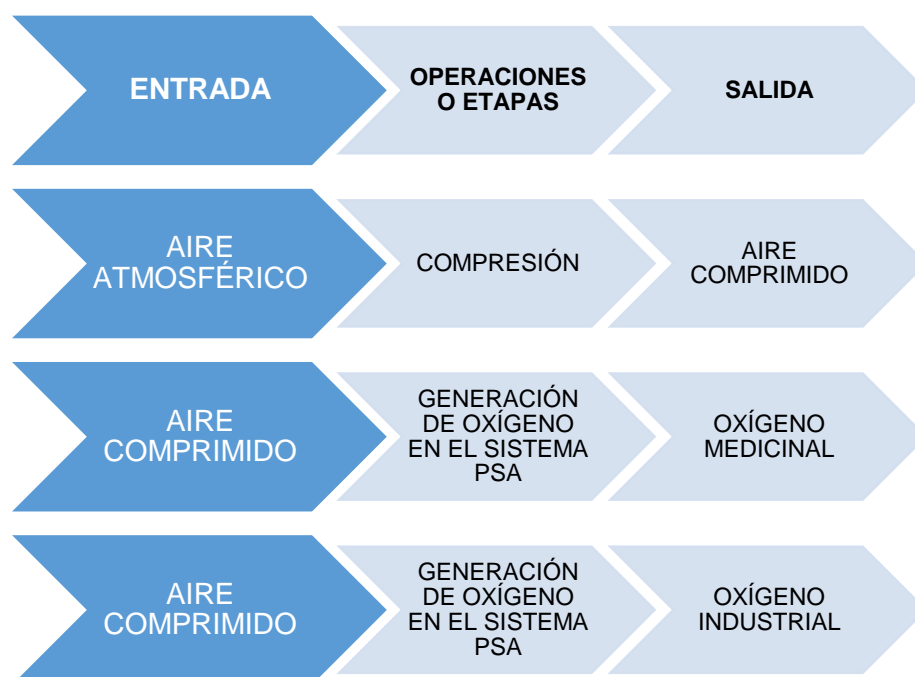 ENTRADA
OPERACIONES
O ETAPAS
SALIDA
AIRE
ATMOSFÉRICO
COMPRESIÓN
AIRE
COMPRIMIDO
AIRE
COMPRIMIDO
GENERACIÓN
DE OXÍGENO
EN EL SISTEMA
PSA
OXÍGENO
MEDICINAL
AIRE
COMPRIMIDO
GENERACIÓN
DE OXÍGENO
EN EL SISTEMA
PSA
OXÍGENO
INDUSTRIAL